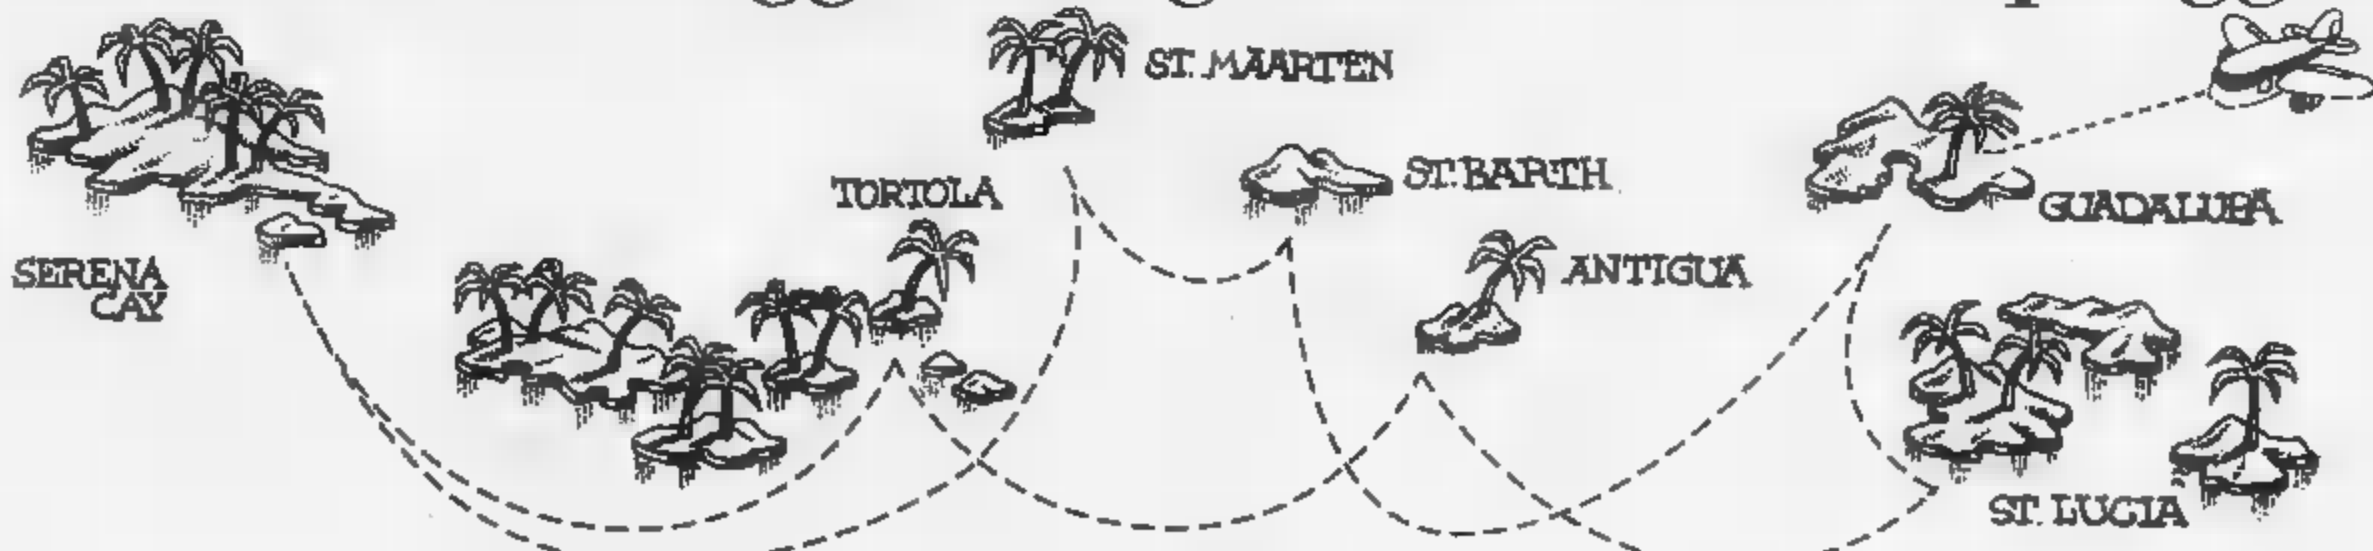 ST. MAARTEN
ST. BARTH
TORTOLA
GUADALUPA
SERENA
CAY
ANTIGUA
ST. LUCIA